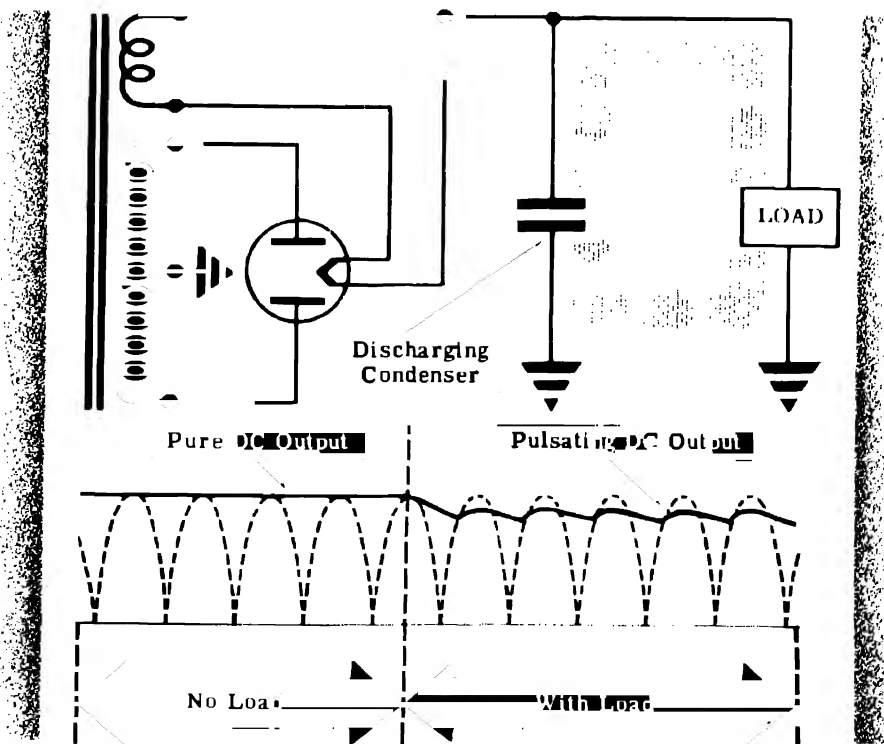 LOAD
Discharging
Condenser
Pure DC Output
Pulsating DC Output
No Load
With Load